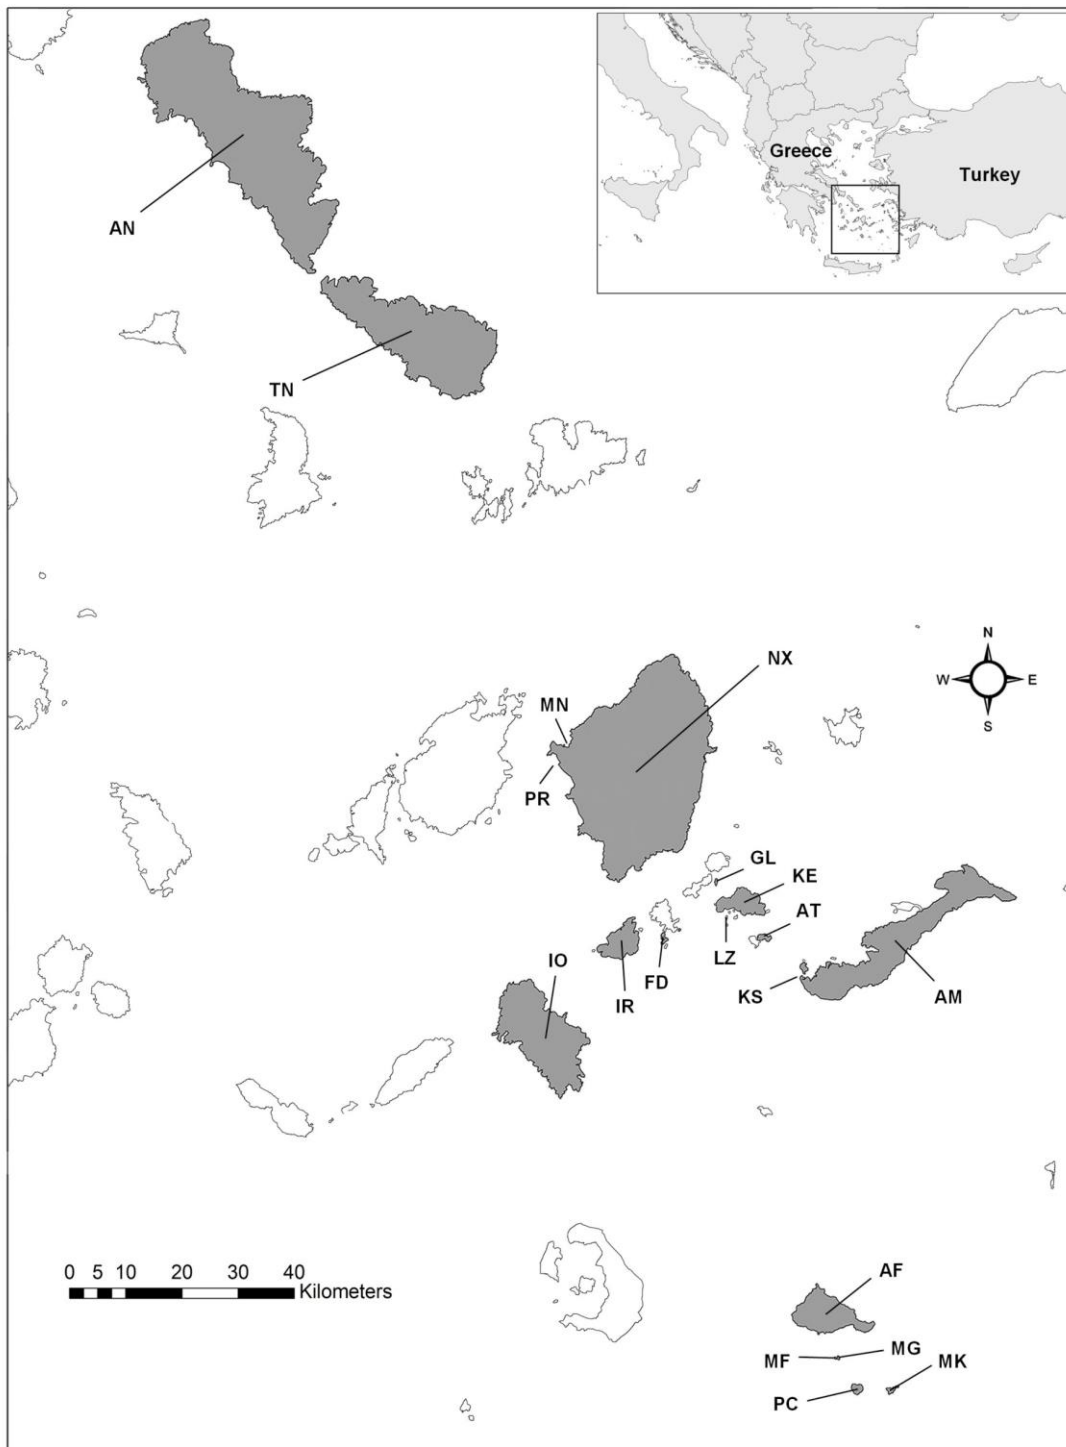 Greece
Turkey
AN
TN
N
W E
S
NX
MN
PR
GL
KE
AT
LZ
FD
IO
IR
KS
AM
0 5 10 20 30 40
Kilometers
AF
MF
MG
MK
PC